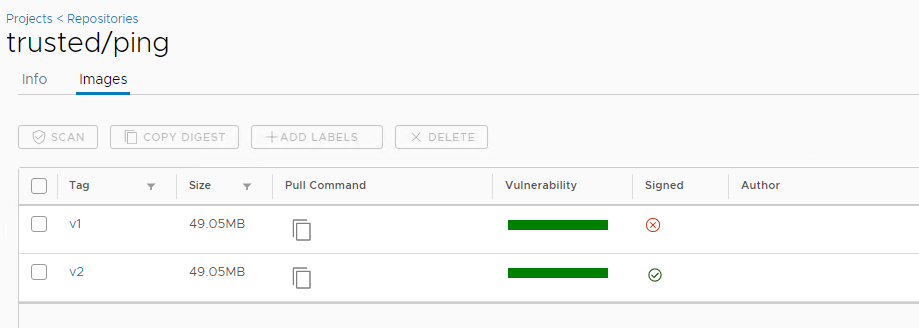 Projects < Repositories
trusted/ping
Info Images
SCAN COPY DIGEST +ADD LABELS DELETE
Tag Size Pull Command Vulnerability Signed Author
v1 49.05MB
v2 49.05MB